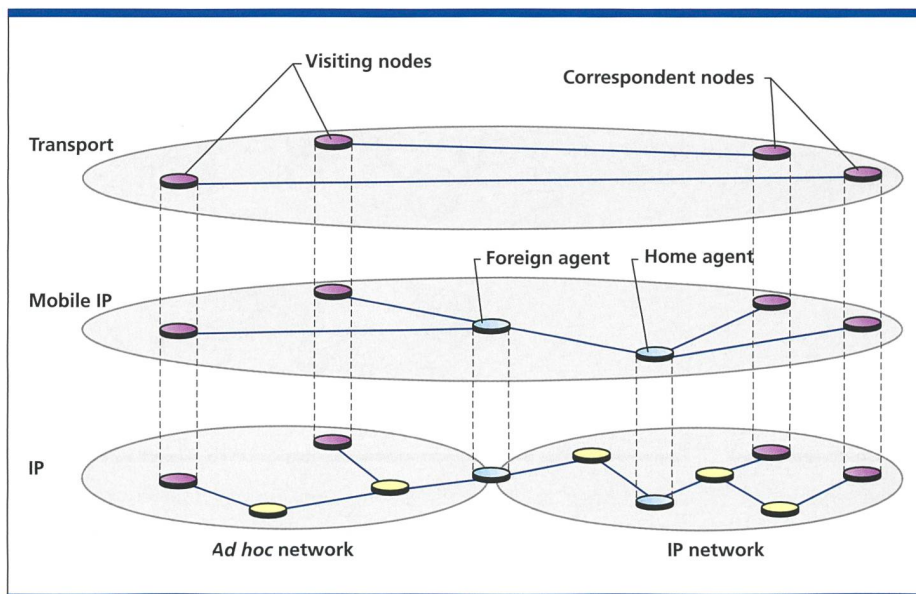 Visiting nodes
Correspondent nodes
Transport
Foreign agent
Home agent
Mobile IP
IP
Ad hoc network
IP network